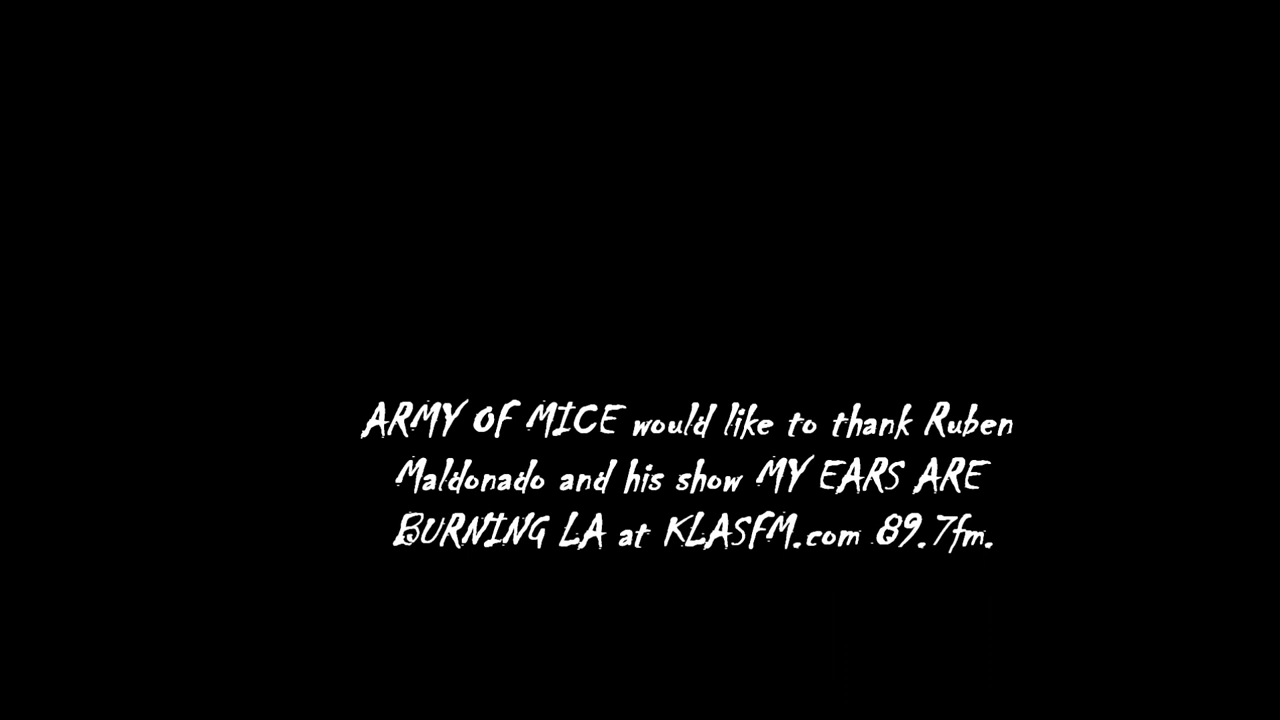 ARMY OF MICE would like to thank Ruben
Maldonado and his show MY EARS ARE
BURNING LA at KLASFM.com 89.7fm.